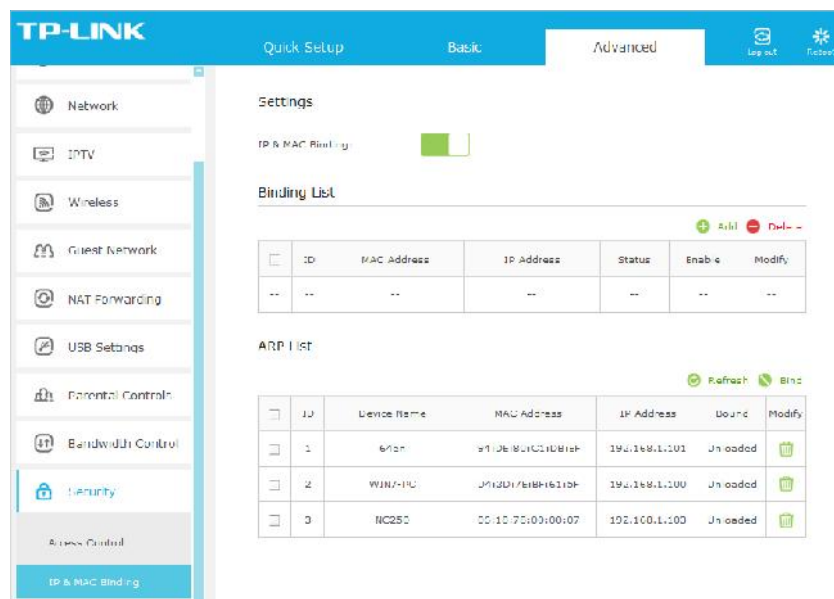 TP-LINK
Quick Setup
Basic
Advanced
Log out
Reboot
Network
IPTV
Wireless
Guest Network
NAT Forwarding
USB Settings
Parental Controls
Bandwidth Control
Security
Access Control
IP & MAC Binding
Settings
IP & MAC Binding
Binding List
Add Delete
ID MAC Address IP Address Status Enable Modify
-- -- -- -- -- -- --
ARP List
Refresh Bind
ID Device Name MAC Address IP Address Bound Modify
1 192.168.1.101 Unloaded
2 WIN7-PC 192.168.1.100 Unloaded
3 NC250 192.168.1.103 Unloaded